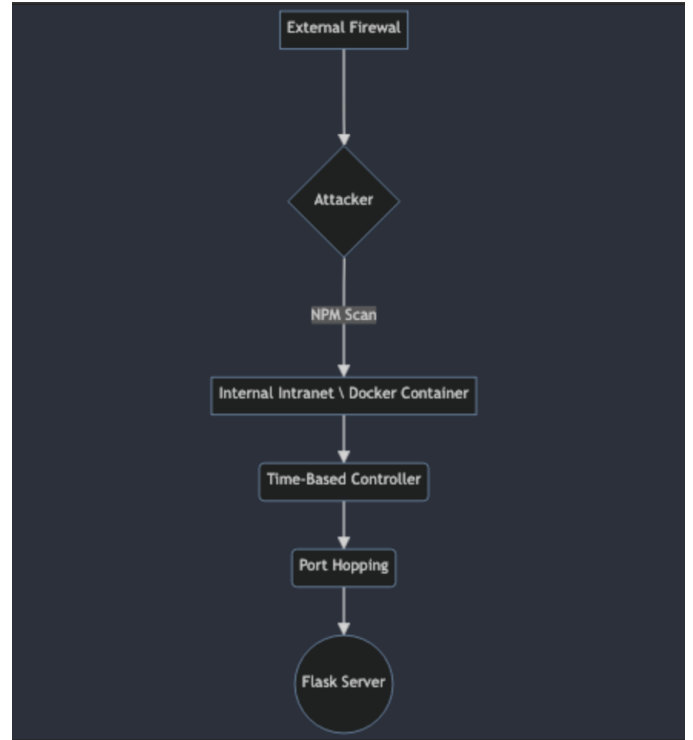 External Firewal
Attacker
NPM Scan
Internal Intranet \ Docker Container
Time-Based Controller
Port Hopping
Flask Server